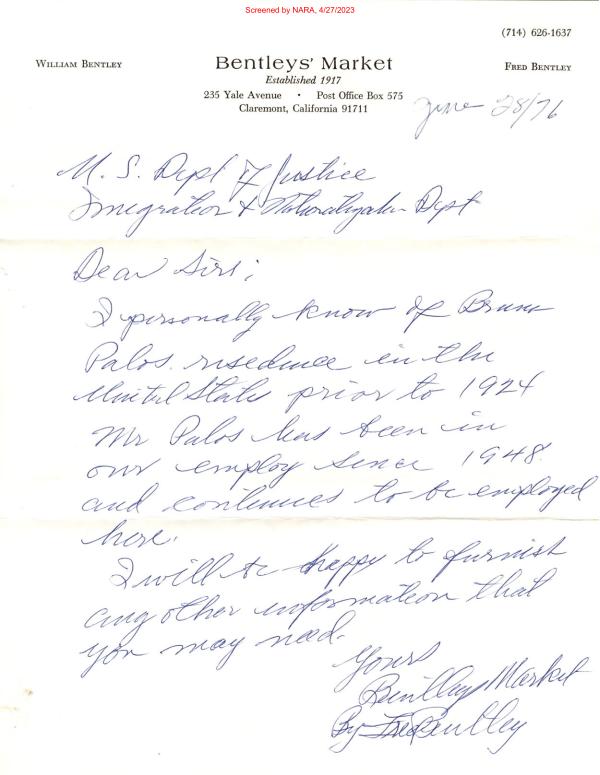 Screened by NARA, 4/27/2023
(714) 626-1637
WILLIAM BENTLEY
Bentleys' Market
FRED BENTLEY
Established 1917
235 Yale Avenue • Post Office Box 575
Claremont, California 91711
June 28/76
U. S. Dept of Justice
Imegration & Naturalization Dept
Dear Sirs:
I personally know of Bruno
Palos. resedence in the
United States prior to 1924
Mr Palos has been in
our employ since 1948.
and continues to be employed
here.
I will be happy to furnish
any other information that
you may need.
Yours
Bentleys Market
By Fred Bentley